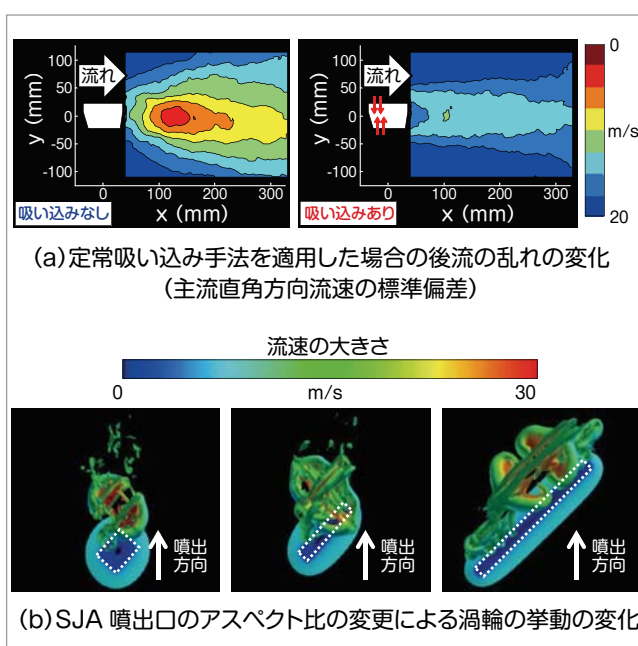 100
50
0
-50
-100
y (mm)
流れ
吸い込みなし
0 100 200 300
x (mm)
100
50
0
-50
-100
y (mm)
流れ
吸い込みあり
0 100 200 300
x (mm)
0
m/s
20
(a)定常吸い込み手法を適用した場合の後流の乱れの変化
(主流直角方向流速の標準偏差)
流速の大きさ
0 m/s 30
噴出
方向
噴出
方向
噴出
方向
(b)SJA 噴出口のアスペクト比の変更による渦輪の挙動の変化